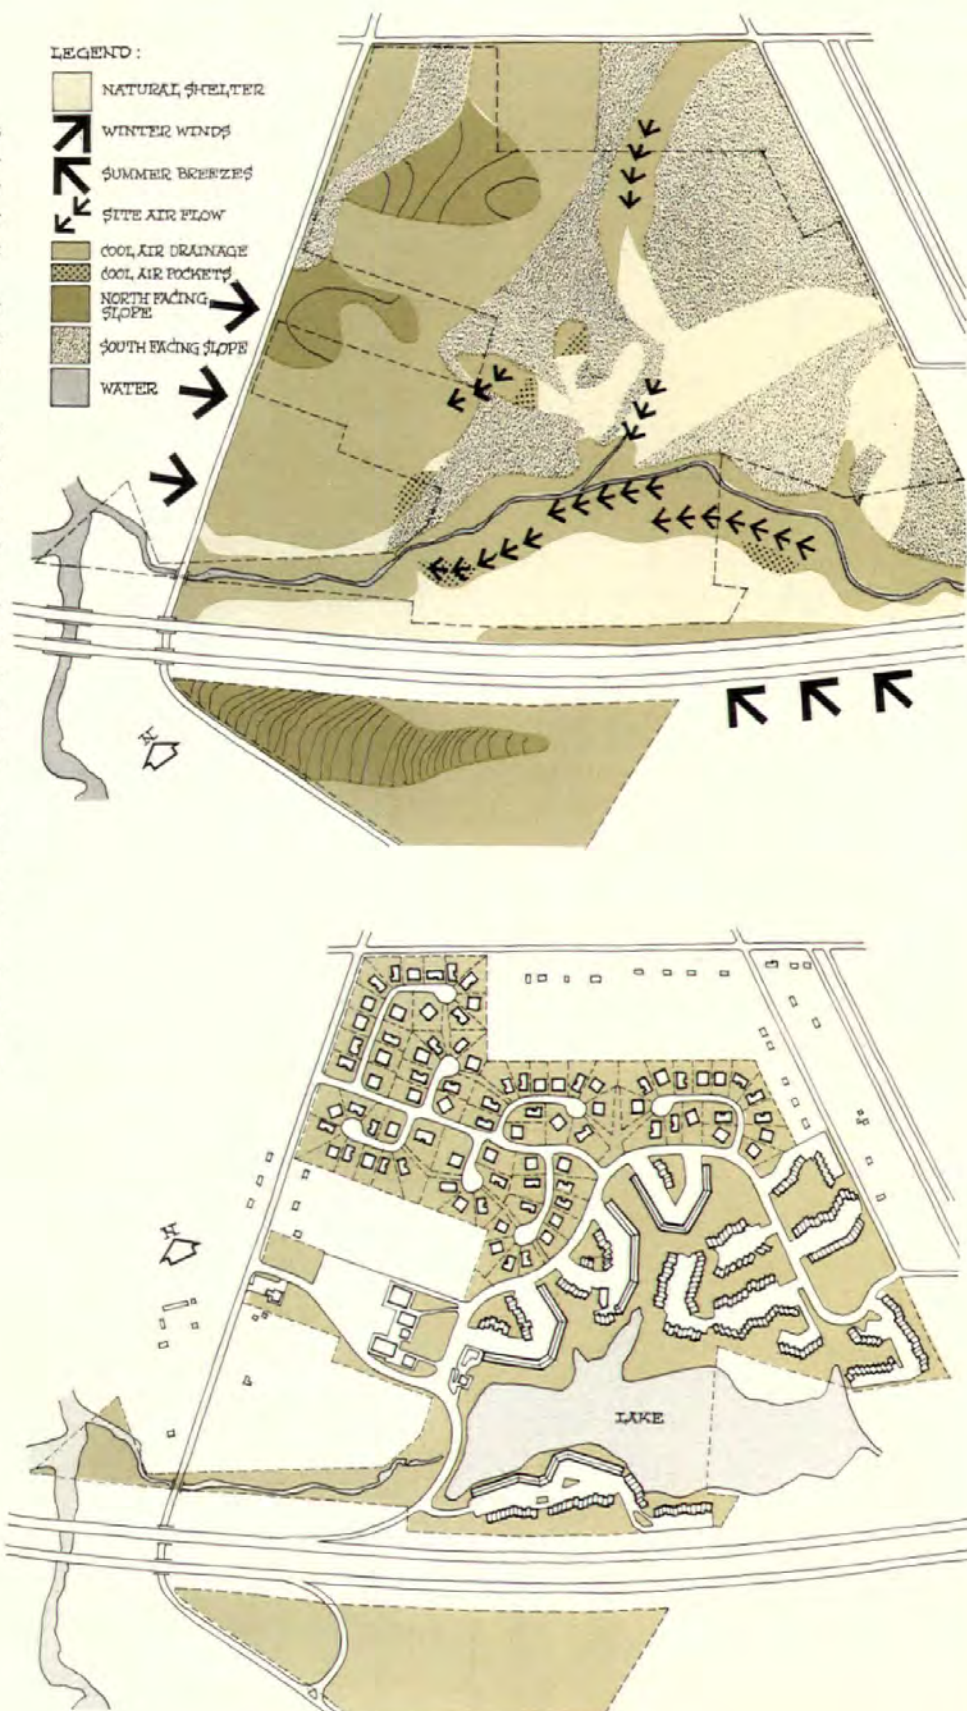 LEGEND:
NATURAL SHELTER
WINTER WINDS
SUMMER BREEZES
SITE AIR FLOW
COOL AIR DRAINAGE
COOL AIR POCKETS
NORTH FACING
SLOPE
SOUTH FACING SLOPE
WATER
N
N
LAKE